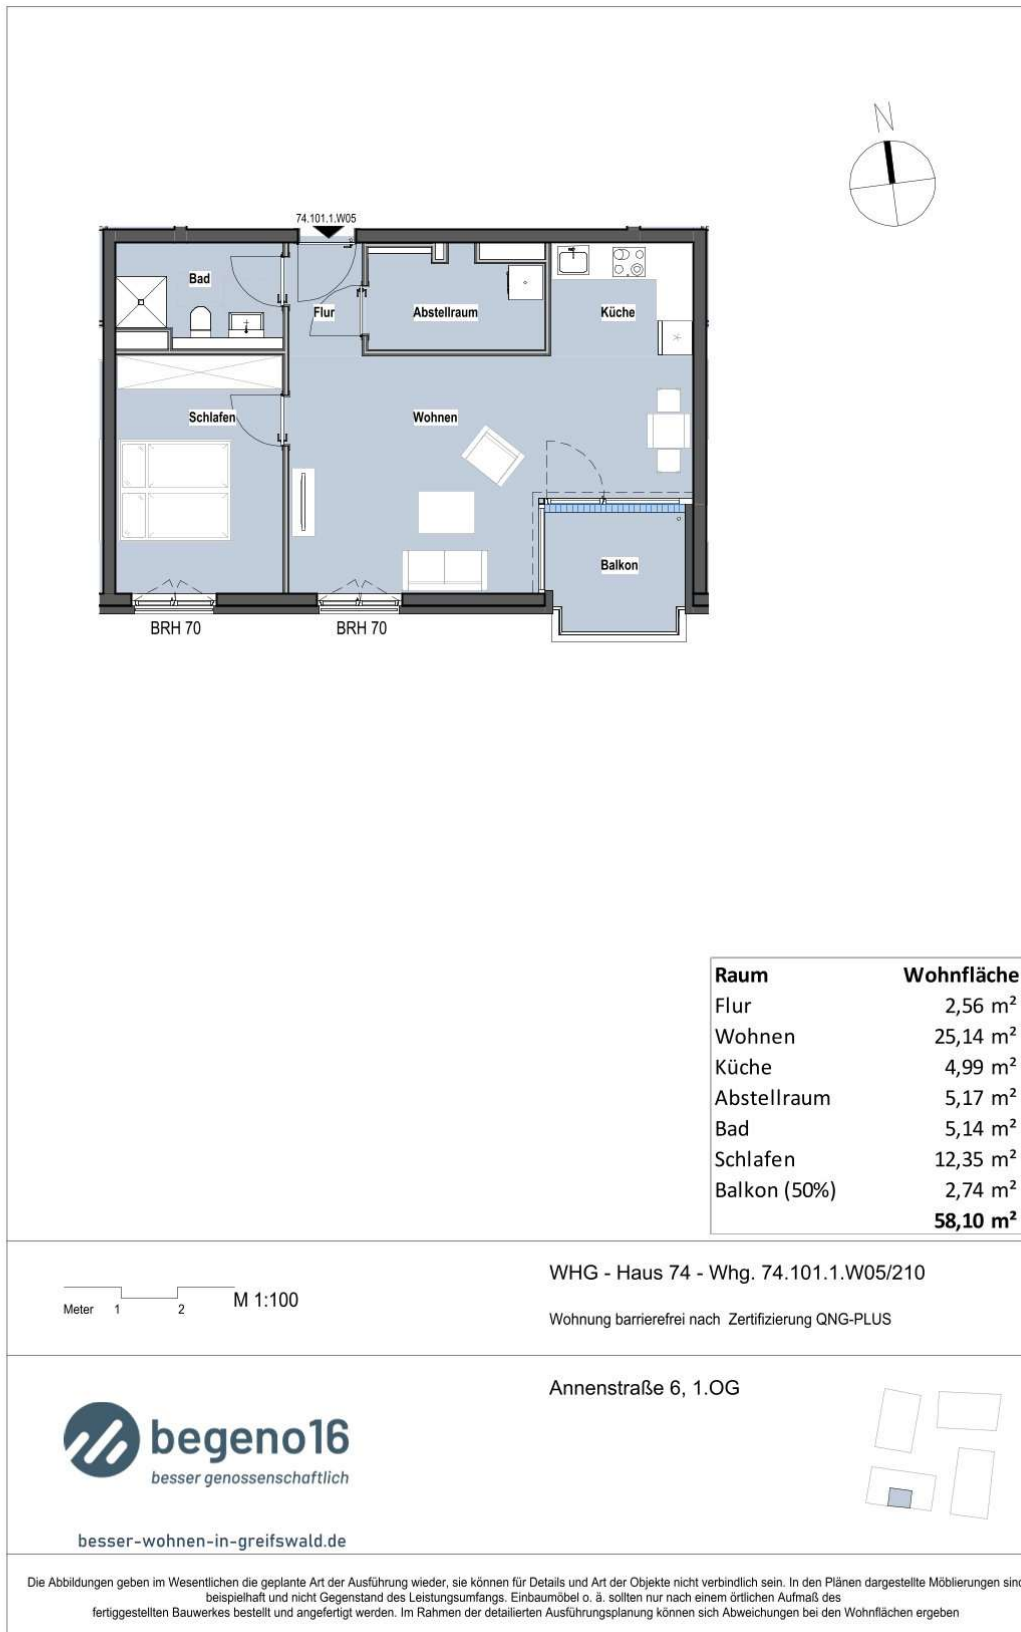 N
74.101.1.W05
Bad
Flur
Abstellraum
Küche
Schlafen
Wohnen
Balkon
BRH 70 BRH 70
Raum Wohnfläche
Flur 2,56 m²
Wohnen 25,14 m²
Küche 4,99 m²
Abstellraum 5,17 m²
Bad 5,14 m²
Schlafen 12,35 m²
Balkon (50%) 2,74 m²
58,10 m²
Meter 1 2 M 1:100
WHG - Haus 74 - Whg. 74.101.1.W05/210
Wohnung barrierefrei nach Zertifizierung QNG-PLUS
Annenstraße 6, 1.OG
begeno16
besser genossenschaftlich
besser-wohnen-in-greifswald.de
Die Abbildungen geben im Wesentlichen die geplante Art der Ausführung wieder, sie können für Details und Art der Objekte nicht verbindlich sein. In den Plänen dargestellte Möblierungen sind
beispielhaft und nicht Gegenstand des Leistungsumfangs. Einbaumöbel o. ä. sollten nur nach einem örtlichen Aufmaß des
fertiggestellten Bauwerkes bestellt und angefertigt werden. Im Rahmen der detailierten Ausführungsplanung können sich Abweichungen bei den Wohnflächen ergeben